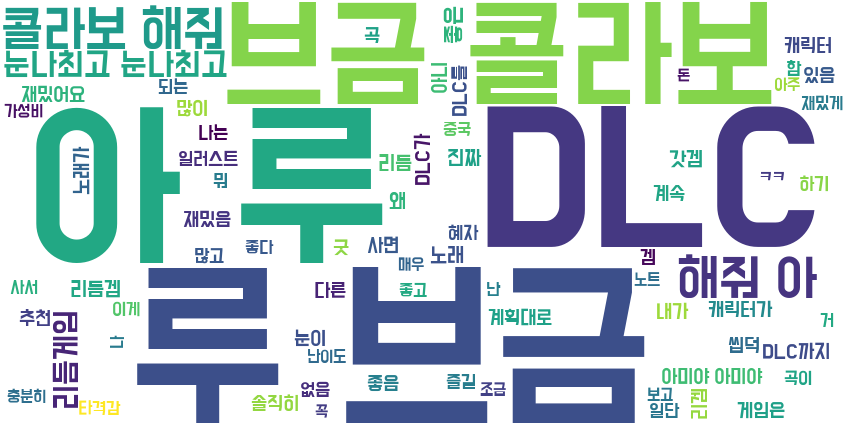 콜라보 해줘
브금
콜라보
곡
좋은
캐릭터
눈나최고 눈나최고
아니
DLC를
돈
함
있음
되는
아주
재밌어요
가성비
많이
재밌게
나는
중국
아루
DLC
노래가
일러스트
리듬
DLC가
진짜
갓겜
ㅋㅋ
뭐
하기
왜
계속
재밌음
굿
혜자
많고
좋다
사면
노래
매우
겜
해줘 아
루브금
사서
리듬겜
다른
좋고
난
노트
이게
추천
리듬게임
계획대로
내가
캐릭터가
거
눈이
난이도
씹덕
DLC까지
충분히
타격감
솔직히
없음
꼭
좋음
즐길
조금
아미야 아미야
보고
일단
리겜
곡이
게임은